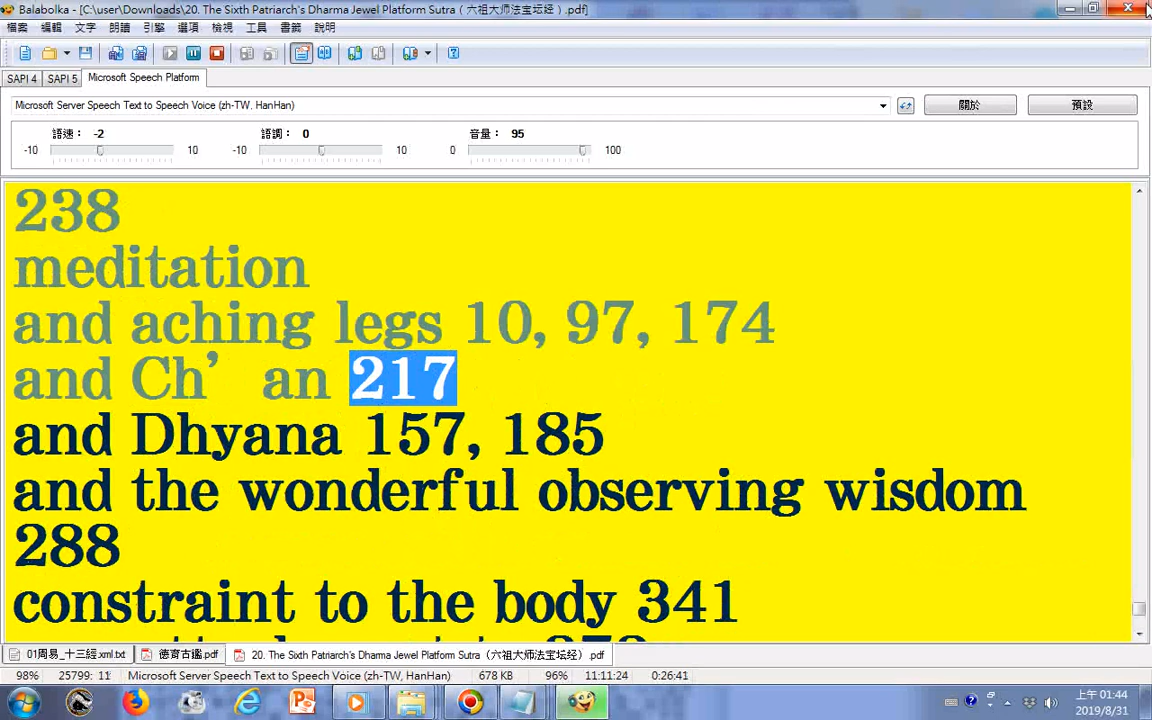 Balabolka - [C:\user\Downloads\20. The Sixth Patriarch's Dharma Jewel Platform Sutra（六祖大师法宝坛经）.pdf]
檔案 編輯 文字 朗讀 引擎 選項 檢視 工具 書籤 說明
SAPI 4 SAPI 5 Microsoft Speech Platform
Microsoft Server Speech Text to Speech Voice (zh-TW, HanHan) 關於 預設
語速： -2 語調： 0 音量： 95
-10 10 -10 10 0 100
238
meditation
and aching legs 10, 97, 174
and Ch’ an 217
and Dhyana 157, 185
and the wonderful observing wisdom
288
constraint to the body 341
01周易_十三經.xml.txt 德育古鑑.pdf 20. The Sixth Patriarch's Dharma Jewel Platform Sutra（六祖大师法宝坛经）.pdf
98% 25799: 11 Microsoft Server Speech Text to Speech Voice (zh-TW, HanHan) 678 KB 96% 11:11:24 0:26:41
上午 01:44
2019/8/31